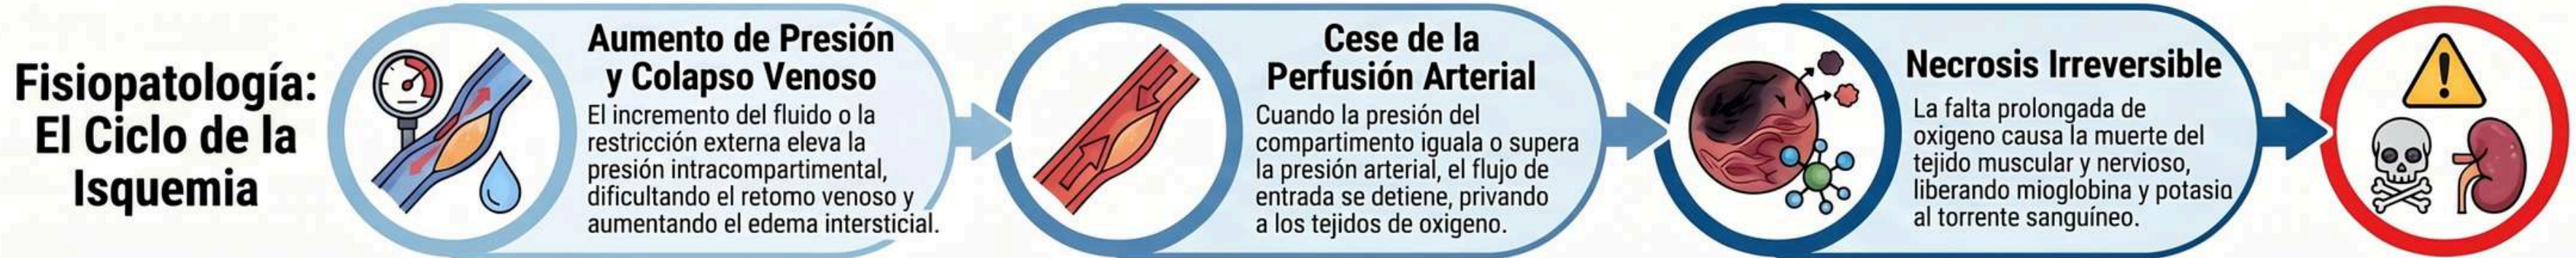 Fisiopatología:
El Ciclo de la
Isquemia
Aumento de Presión
y Colapso Venoso
El incremento del fluido o la
restricción externa eleva la
presión intracompartimental,
dificultando el retomo venoso y
aumentando el edema intersticial.
Cese de la
Perfusión Arterial
Cuando la presión del
compartimento iguala o supera
la presión arterial, el flujo de
entrada se detiene, privando
a los tejidos de oxigeno.
Necrosis Irreversible
La falta prolongada de
oxigeno causa la muerte del
tejido muscular y nervioso,
liberando mioglobina y potasia
al torrente sanguíneo.